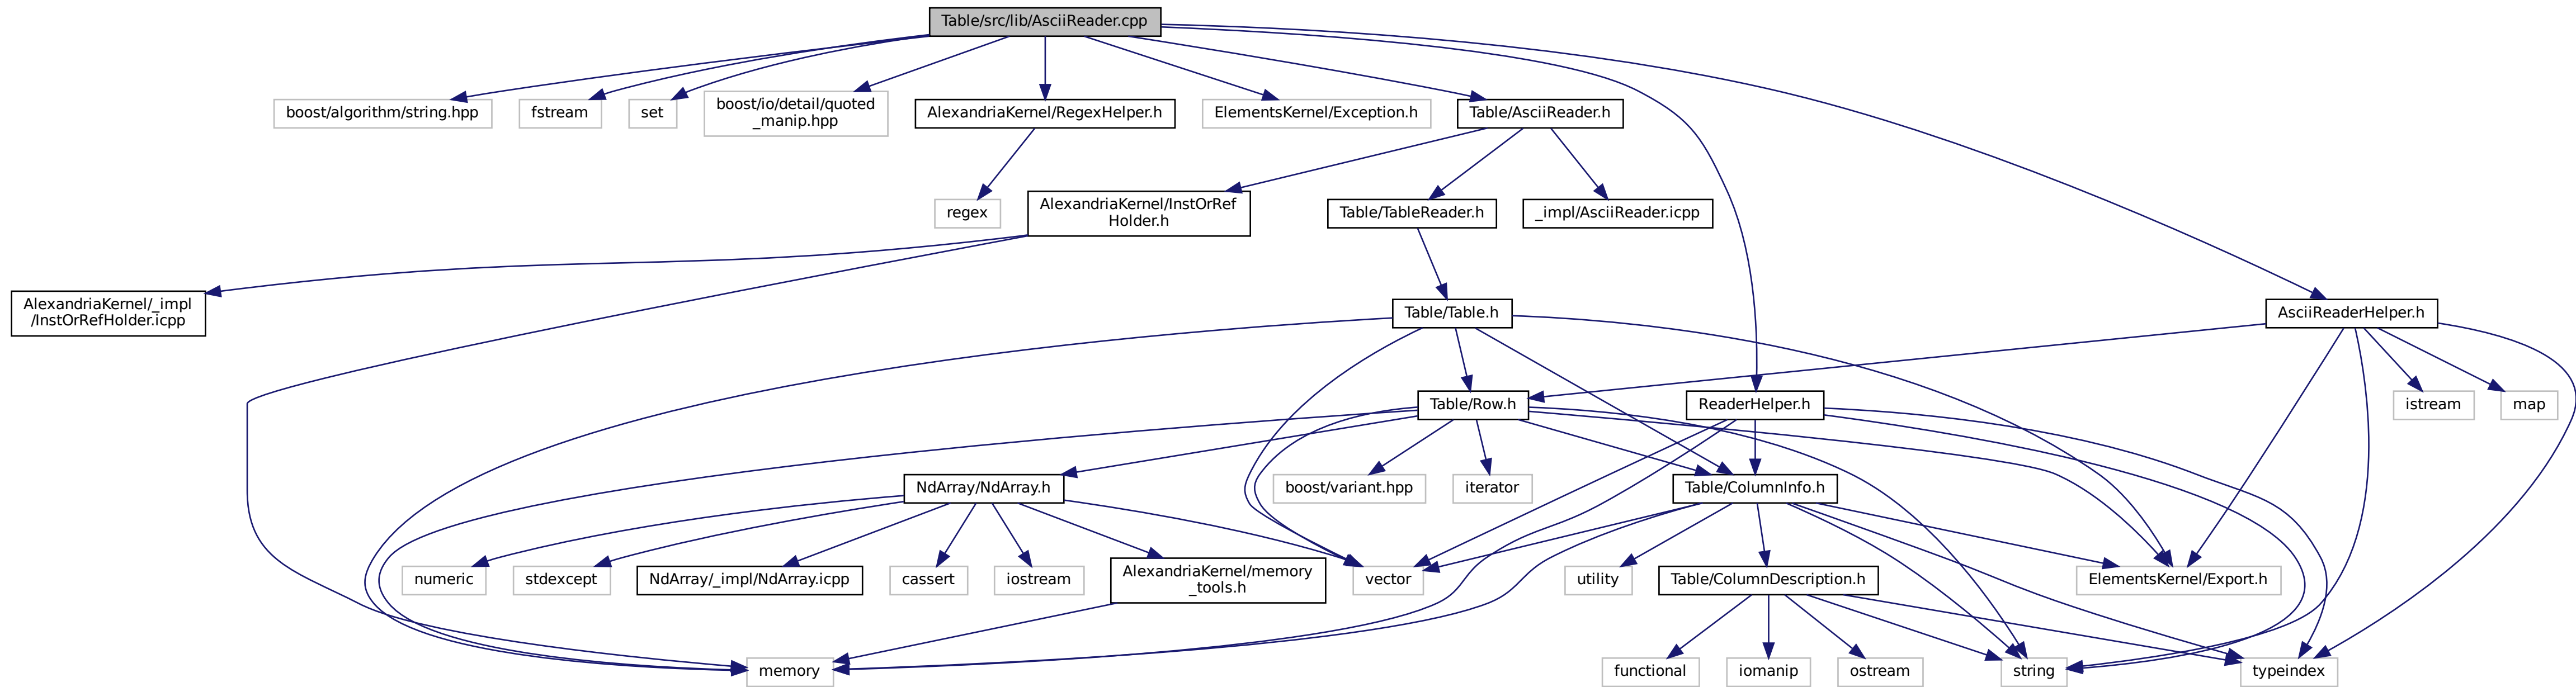 Table/src/lib/AsciiReader.cpp
boost/algorithm/string.hpp
fstream
set
boost/io/detail/quoted
_manip.hpp
AlexandriaKernel/RegexHelper.h
ElementsKernel/Exception.h
Table/AsciiReader.h
regex
AlexandriaKernel/InstOrRef
Holder.h
Table/TableReader.h
_impl/AsciiReader.icpp
AlexandriaKernel/_impl
/InstOrRefHolder.icpp
Table/Table.h
AsciiReaderHelper.h
Table/Row.h
ReaderHelper.h
istream
map
NdArray/NdArray.h
boost/variant.hpp
iterator
Table/ColumnInfo.h
numeric
stdexcept
NdArray/_impl/NdArray.icpp
cassert
iostream
AlexandriaKernel/memory
_tools.h
vector
utility
Table/ColumnDescription.h
ElementsKernel/Export.h
memory
functional
iomanip
ostream
string
typeindex